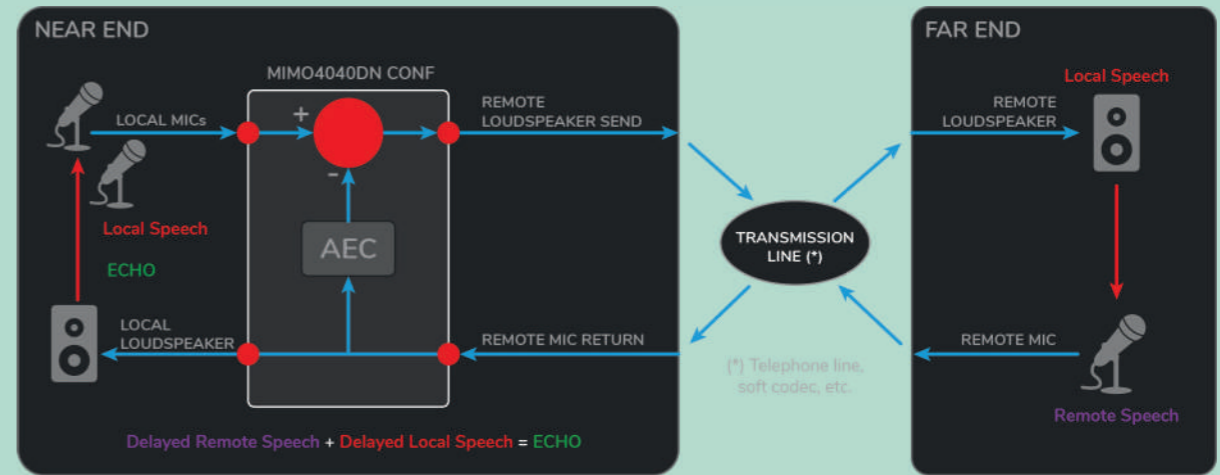 NEAR END
FAR END
MIMO4040DN CONF
Local Speech
LOCAL MICs
+
REMOTE
LOUDSPEAKER SEND
REMOTE
LOUDSPEAKER
-
Local Speech
ECHO
AEC
TRANSMISSION
LINE (*)
LOCAL
LOUDSPEAKER
REMOTE MIC RETURN
REMOTE MIC
(*) Telephone line,
soft codec, etc.
Remote Speech
Delayed Remote Speech + Delayed Local Speech = ECHO